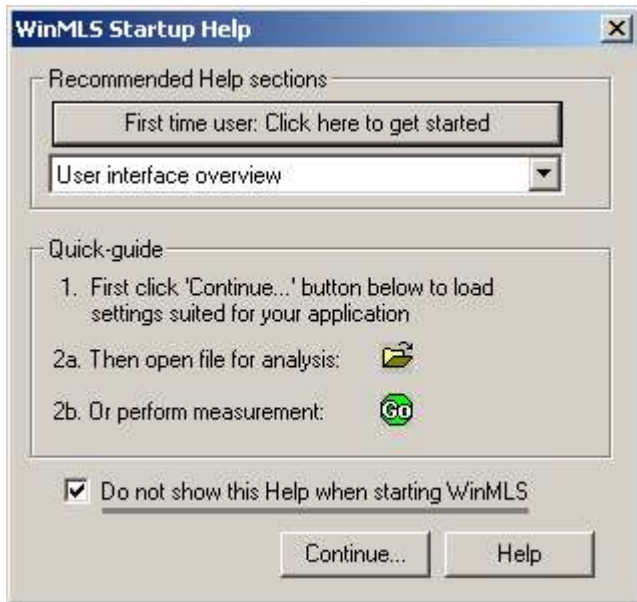 WinMLS Startup Help
Recommended Help sections
First time user: Click here to get started
User interface overview
Quick-guide
1. First click 'Continue...' button below to load
settings suited for your application
2a. Then open file for analysis:
2b. Or perform measurement: Go
Do not show this Help when starting WinMLS
Continue... Help